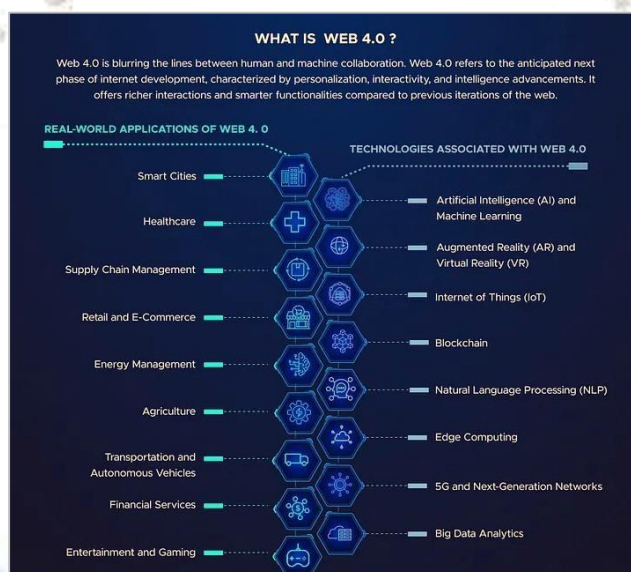 WHAT IS WEB 4.0 ?
Web 4.0 is blurring the lines between human and machine collaboration. Web 4.0 refers to the anticipated next
phase of internet development, characterized by personalization, interactivity, and intelligence advancements. It
offers richer interactions and smarter functionalities compared to previous iterations of the web.
REAL-WORLD APPLICATIONS OF WEB 4. 0
Smart Cities
Healthcare
Supply Chain Management
Retail and E-Commerce
Energy Management
Agriculture
Transportation and
Autonomous Vehicles
Financial Services
Entertainment and Gaming
TECHNOLOGIES ASSOCIATED WITH WEB 4.0
Artificial Intelligence (AI) and
Machine Learning
Augmented Reality (AR) and
Virtual Reality (VR)
Internet of Things (IoT)
Blockchain
Natural Language Processing (NLP)
Edge Computing
5G and Next-Generation Networks
Big Data Analytics